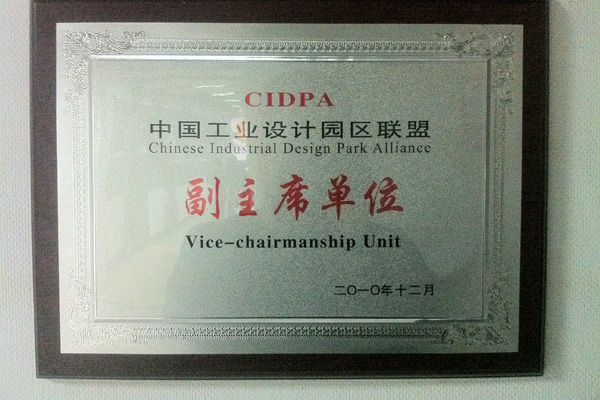 CIDPA
中国工业设计园区联盟
Chinese Industrial Design Park Alliance
副主席单位
Vice-chairmanship Unit
二〇一〇年十二月